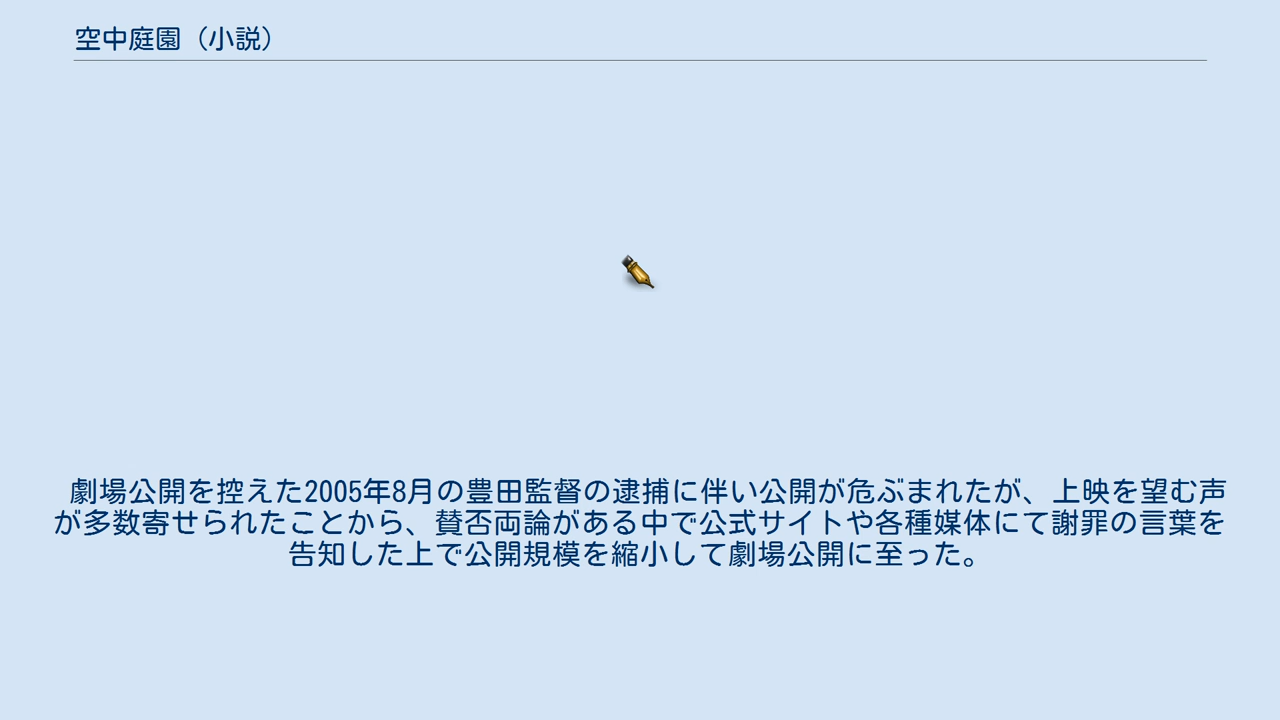 空中庭園（小説）
劇場公開を控えた2005年8月の豊田監督の逮捕に伴い公開が危ぶまれたが、上映を望む声
が多数寄せられたことから、賛否両論がある中で公式サイトや各種媒体にて謝罪の言葉を
告知した上で公開規模を縮小して劇場公開に至った。